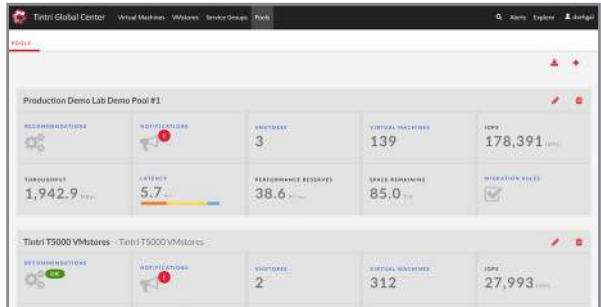 Tintri Global Center Virtual Machines VMstores Service Groups Pools Alerts Explore
POOLS
Production Demo Lab Demo Pool #1
RECOMMENDATIONS NOTIFICATIONS VMSTORES VIRTUAL MACHINES IOPS
3 139 178,391
THROUGHPUT LATENCY PERFORMANCE RESERVES SPACE REMAINING MIGRATION RULES
1,942.9 5.7 38.6 85.0
Tintri T5000 VMstores - Tintri T5000 VMstores
RECOMMENDATIONS NOTIFICATIONS VMSTORES VIRTUAL MACHINES IOPS
OK 2 312 27,993